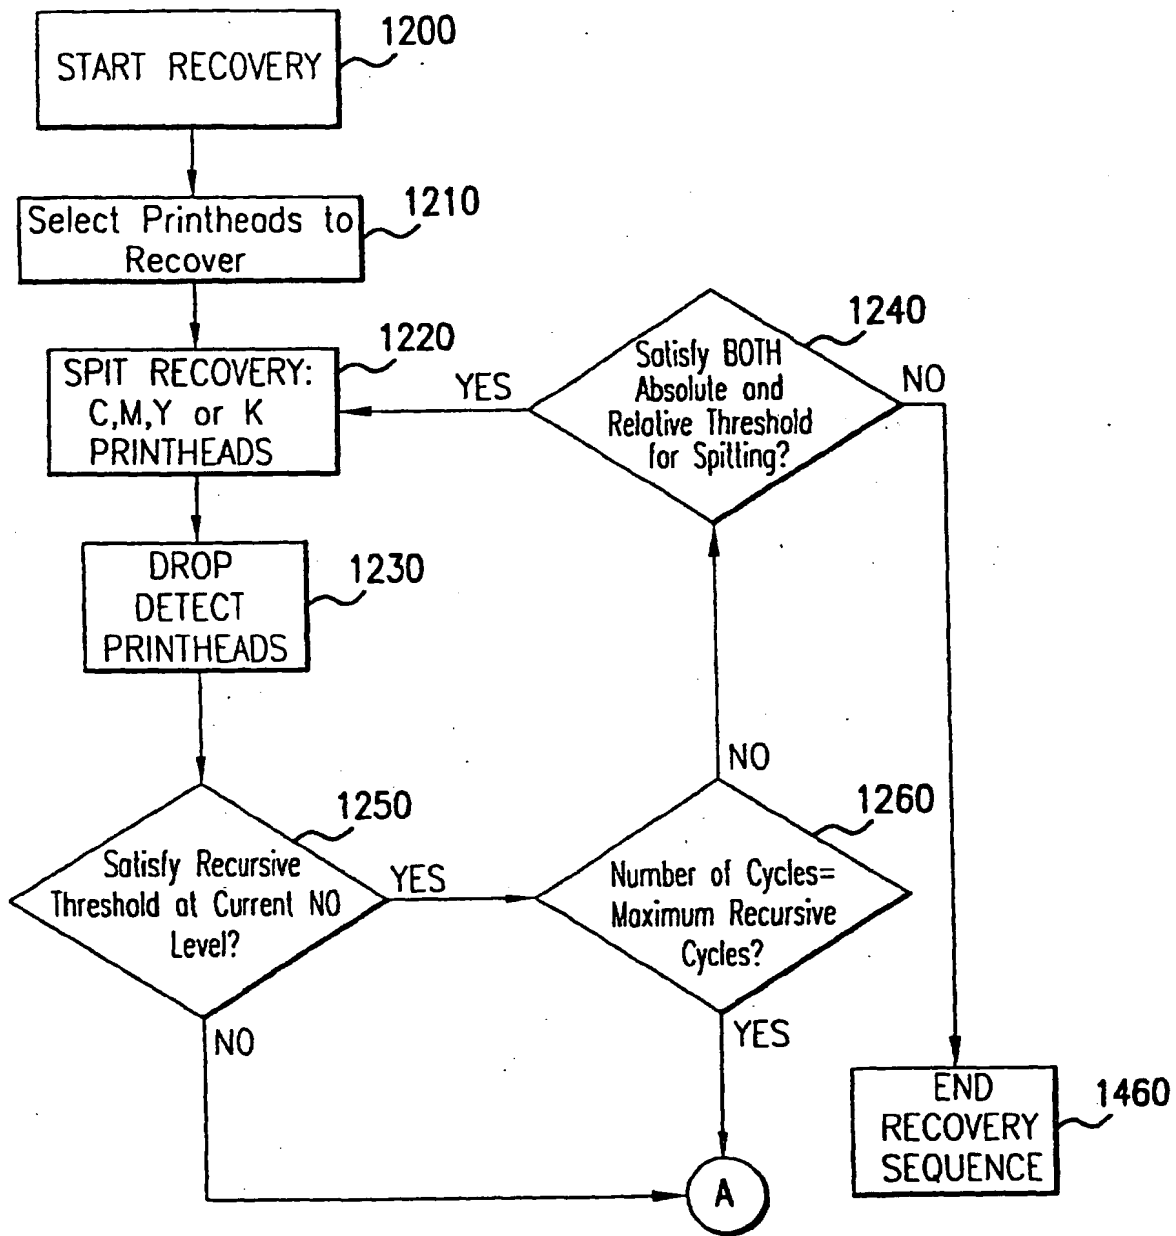 START RECOVERY
1200
Select Printheads to
Recover
1210
SPIT RECOVERY:
C,M,Y or K
PRINTHEADS
1220
YES
Satisfy BOTH
Absolute and
Relative Threshold
for Spitting?
1240
NO
DROP
DETECT
PRINTHEADS
1230
NO
Satisfy Recursive
Threshold at Current NO
Level?
1250
YES
Number of Cycles=
Maximum Recursive
Cycles?
1260
NO
YES
END
RECOVERY
SEQUENCE
1460
A